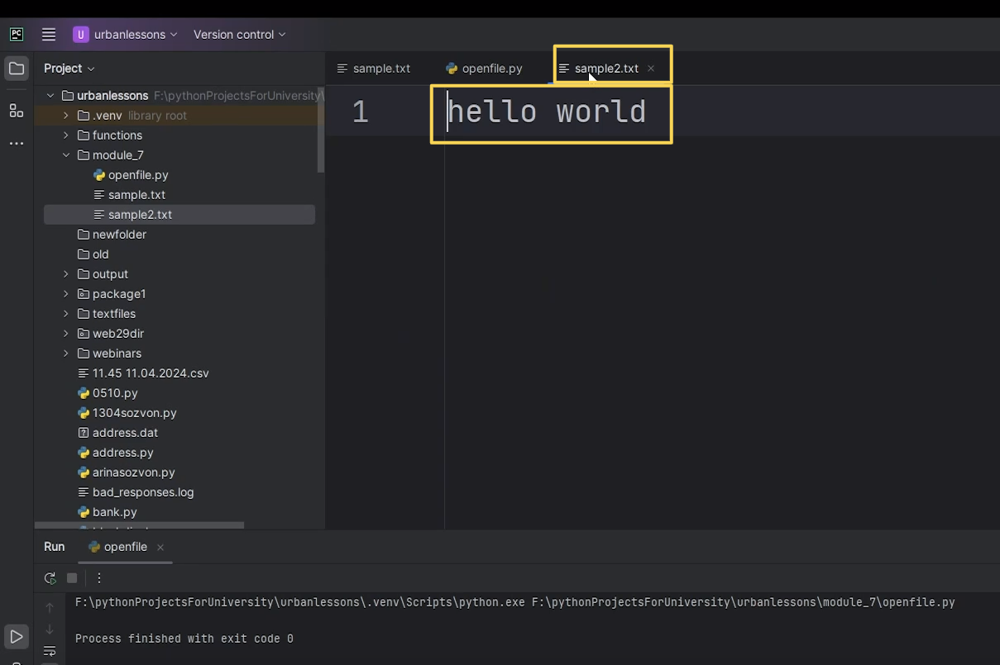 PC U urbanlessons Version control
Project
sample.txt openfile.py sample2.txt
urbanlessons F:\pythonProjectsForUniversity\
.venv library root
functions
module_7
openfile.py
sample.txt
sample2.txt
newfolder
old
output
package1
textfiles
web29dir
webinars
11.45 11.04.2024.csv
0510.py
1304sozvon.py
address.dat
address.py
arinasozvon.py
bad_responses.log
bank.py
1 hello world
Run openfile
F:\pythonProjectsForUniversity\urbanlessons\.venv\Scripts\python.exe F:\pythonProjectsForUniversity\urbanlessons\module_7\openfile.py
Process finished with exit code 0